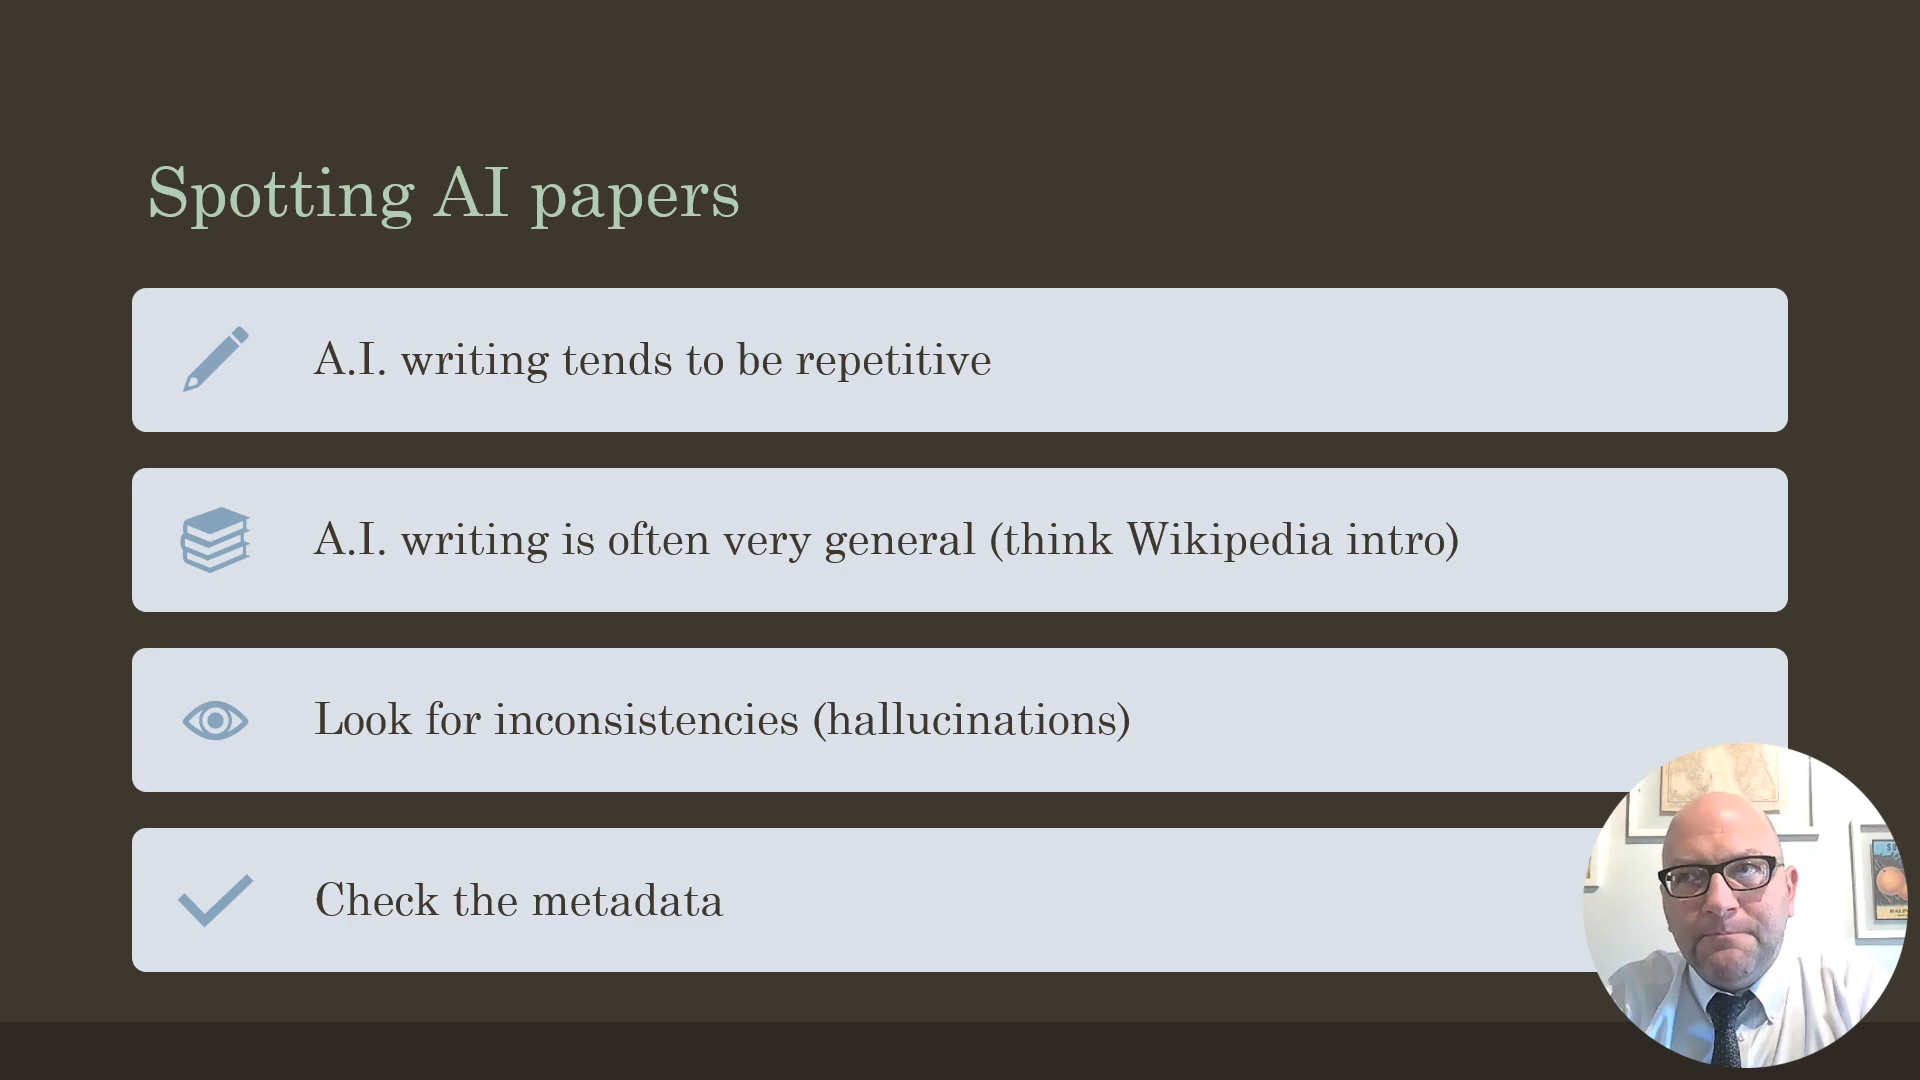 Spotting AI papers
A.I. writing tends to be repetitive
A.I. writing is often very general (think Wikipedia intro)
Look for inconsistencies (hallucinations)
Check the metadata